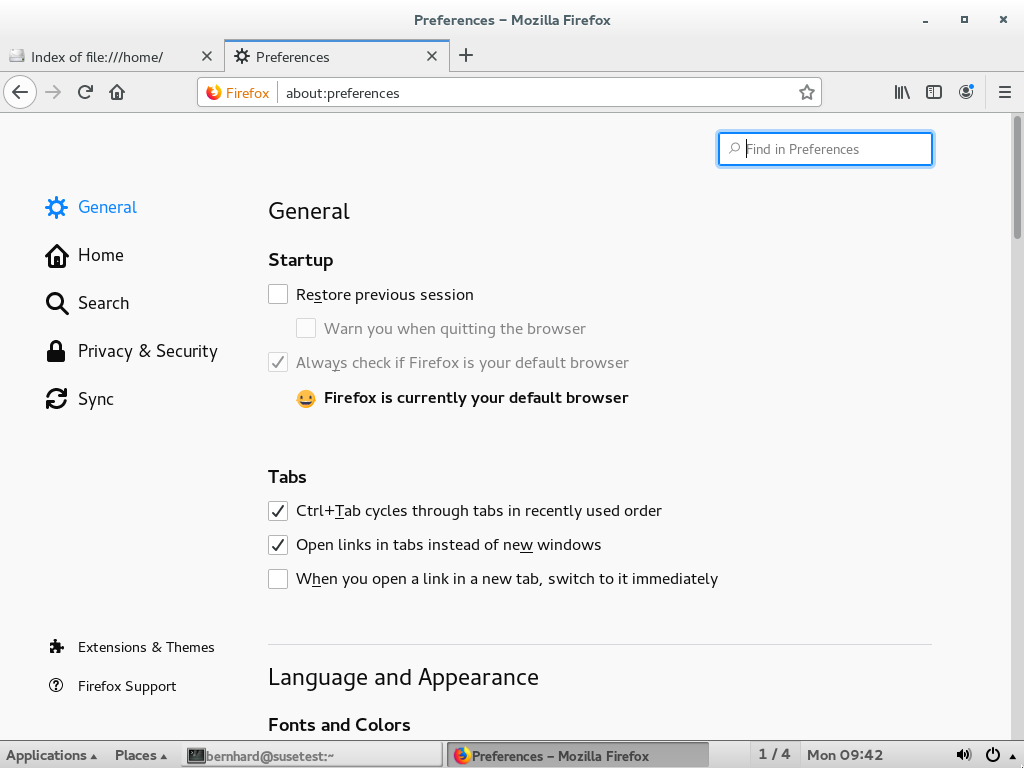 Preferences – Mozilla Firefox
Index of file:///home/
Preferences
Firefox
about:preferences
Find in Preferences
General
Home
Search
Privacy & Security
Sync
Extensions & Themes
Firefox Support
General
Startup
Restore previous session
Warn you when quitting the browser
Always check if Firefox is your default browser
Firefox is currently your default browser
Tabs
Ctrl+Tab cycles through tabs in recently used order
Open links in tabs instead of new windows
When you open a link in a new tab, switch to it immediately
Language and Appearance
Fonts and Colors
Applications
Places
bernhard@susetest:~
Preferences – Mozilla Firefox
1 / 4
Mon 09:42